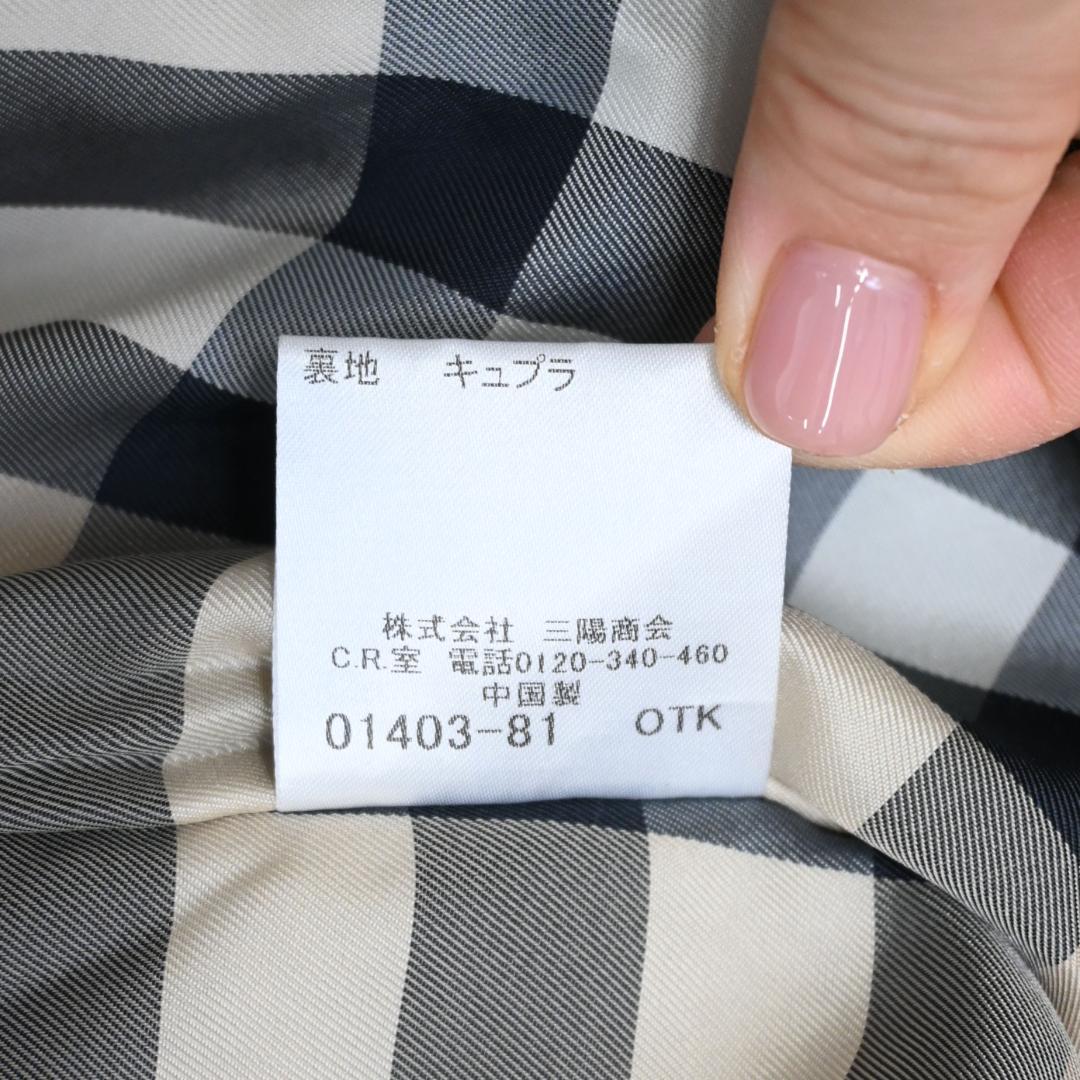 裏地 キュプラ
株式会社 三陽商会
C.R.室 電話0120-340-460
中国製
01403-81 OTK